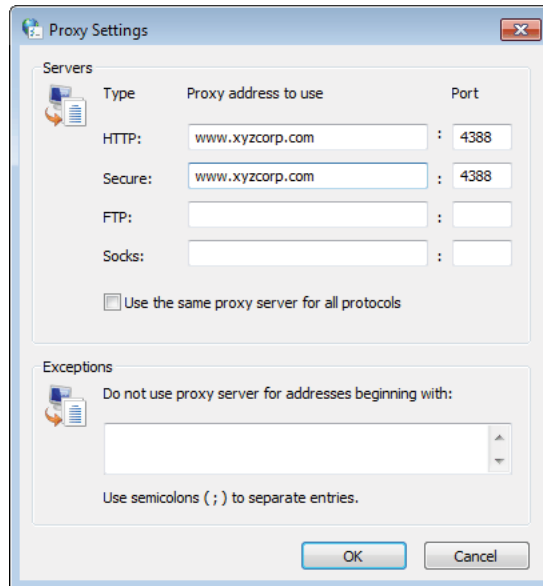 Proxy Settings
Servers
Type Proxy address to use Port
HTTP: www.xyzcorp.com : 4388
Secure: www.xyzcorp.com : 4388
FTP: :
Socks: :
Use the same proxy server for all protocols
Exceptions
Do not use proxy server for addresses beginning with:
Use semicolons ( ; ) to separate entries.
OK Cancel